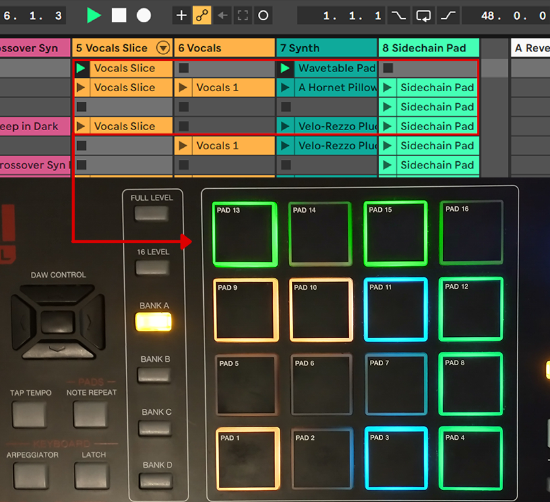 6. 1. 3
1. 1. 1
48. 0. 0
ossover Syn
5 Vocals Slice
6 Vocals
7 Synth
8 Sidechain Pad
A Reve
Vocals Slice
Wavetable Pad
Vocals Slice
Vocals 1
A Hornet Pillow
Sidechain Pad
Sidechain Pad
eep in Dark
Vocals Slice
Velo-Rezzo Plu
Sidechain Pad
Vocals 1
Velo-Rezzo Plu
Sidechain Pad
rossover Syn
Sidechain Pad
FULL LEVEL
PAD 13
PAD 14
PAD 15
PAD 16
16 LEVEL
DAW CONTROL
BANK A
PAD 9
PAD 10
PAD 11
PAD 12
BANK B
PAD 5
PAD 6
PAD 7
PAD 8
PADS
TAP TEMPO
NOTE REPEAT
BANK C
PAD 1
PAD 2
PAD 3
PAD 4
KEYBOARD
ARPEGGIATOR
LATCH
BANK D